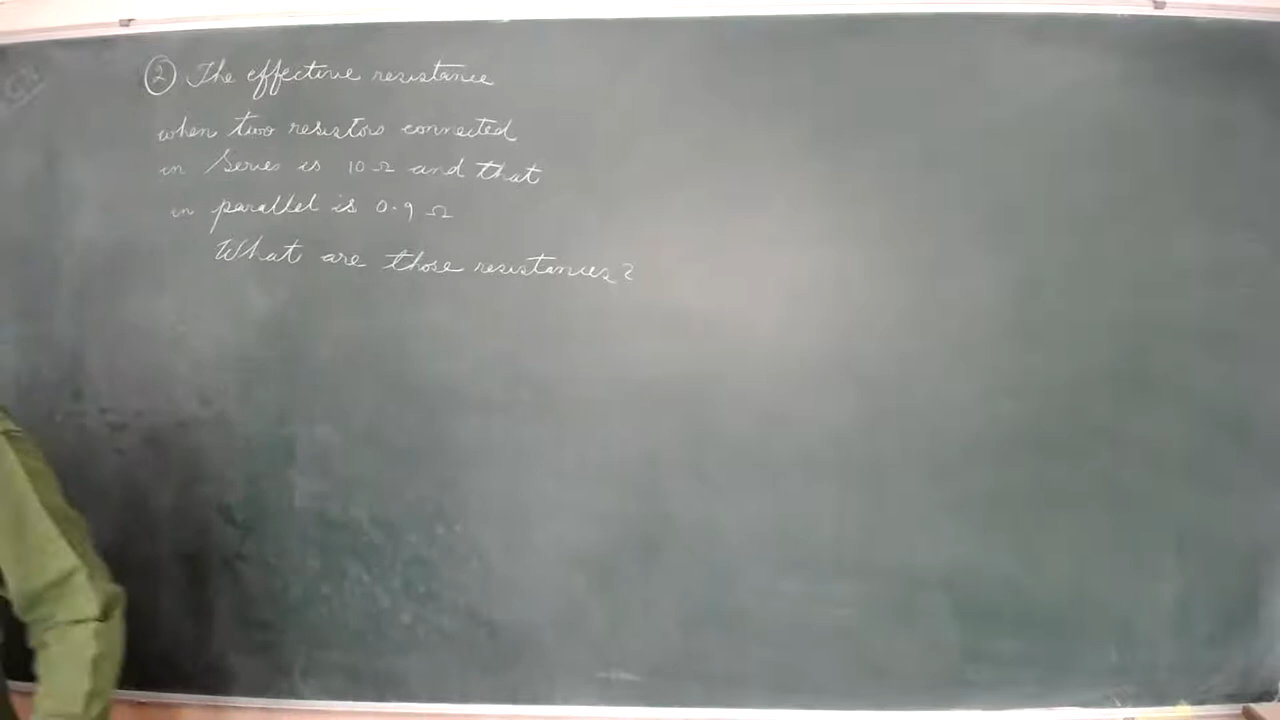 ② The effective resistance
when two resistors connected
in Series is 10 Ω and that
in parallel is 0.9 Ω
What are those resistances?